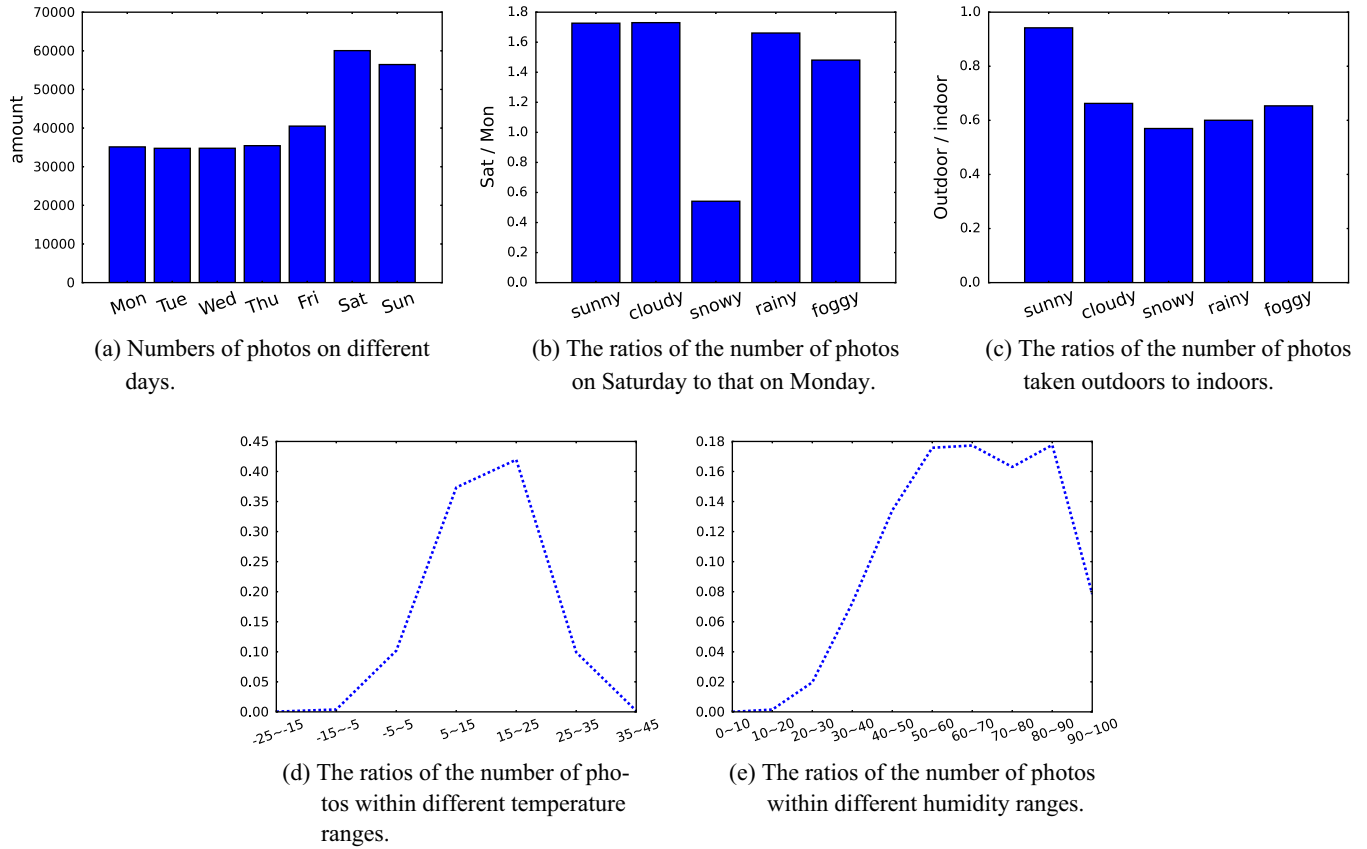 70000
60000
50000
40000
30000
20000
10000
0
amount
Mon Tue Wed Thu Fri Sat Sun
(a) Numbers of photos on different
days.
1.8
1.6
1.4
1.2
1.0
0.8
0.6
0.4
0.2
0.0
Sat / Mon
sunny cloudy snowy rainy foggy
(b) The ratios of the number of photos
on Saturday to that on Monday.
1.0
0.8
0.6
0.4
0.2
0.0
Outdoor / indoor
sunny cloudy snowy rainy foggy
(c) The ratios of the number of photos
taken outdoors to indoors.
0.45
0.40
0.35
0.30
0.25
0.20
0.15
0.10
0.05
0.00
-25~-15 -15~-5 -5~5 5~15 15~25 25~35 35~45
(d) The ratios of the number of pho-
tos within different temperature
ranges.
0.18
0.16
0.14
0.12
0.10
0.08
0.06
0.04
0.02
0.00
0~10 10~20 20~30 30~40 40~50 50~60 60~70 70~80 80~90 90~100
(e) The ratios of the number of photos
within different humidity ranges.